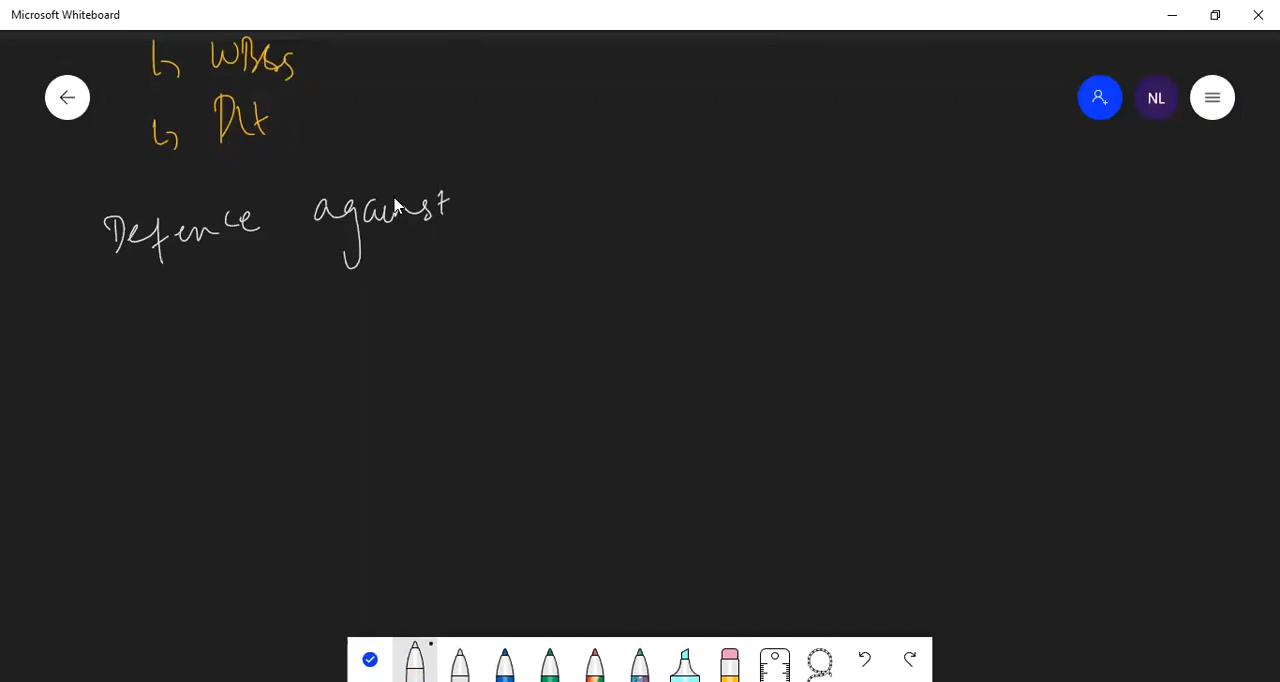 Microsoft Whiteboard
↳ WBCs
NL
↳ Plt
Defence against